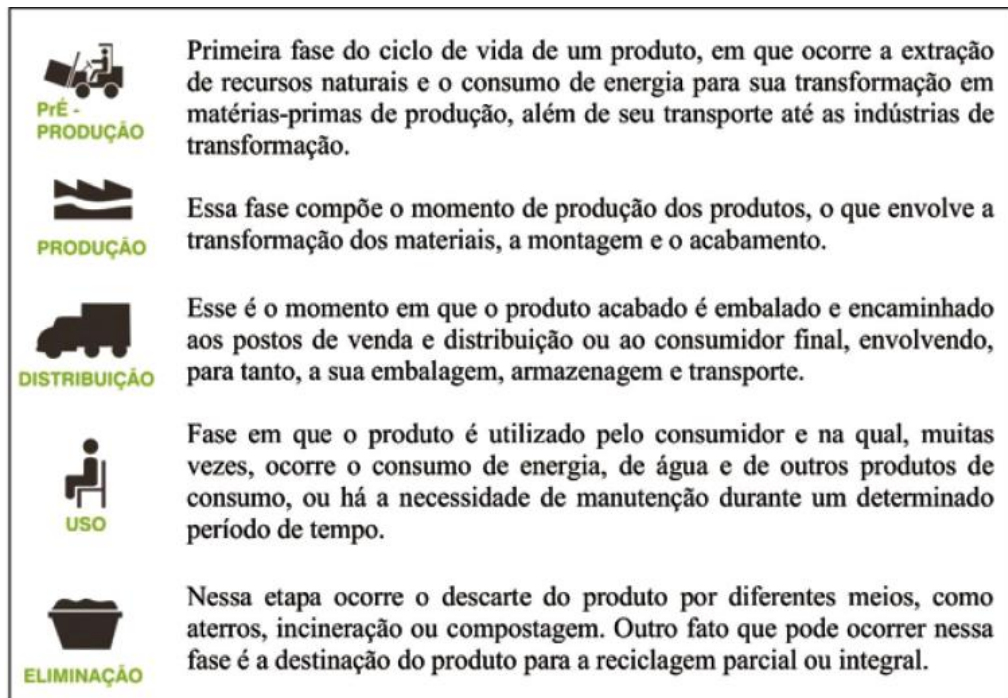 PrÉ -
PRODUÇÃO
Primeira fase do ciclo de vida de um produto, em que ocorre a extração
de recursos naturais e o consumo de energia para sua transformação em
matérias-primas de produção, além de seu transporte até as indústrias de
transformação.
PRODUÇÃO
Essa fase compõe o momento de produção dos produtos, o que envolve a
transformação dos materiais, a montagem e o acabamento.
DISTRIBUIÇÃO
Esse é o momento em que o produto acabado é embalado e encaminhado
aos postos de venda e distribuição ou ao consumidor final, envolvendo,
para tanto, a sua embalagem, armazenagem e transporte.
USO
Fase em que o produto é utilizado pelo consumidor e na qual, muitas
vezes, ocorre o consumo de energia, de água e de outros produtos de
consumo, ou há a necessidade de manutenção durante um determinado
período de tempo.
ELIMINAÇÃO
Nessa etapa ocorre o descarte do produto por diferentes meios, como
aterros, incineração ou compostagem. Outro fato que pode ocorrer nessa
fase é a destinação do produto para a reciclagem parcial ou integral.